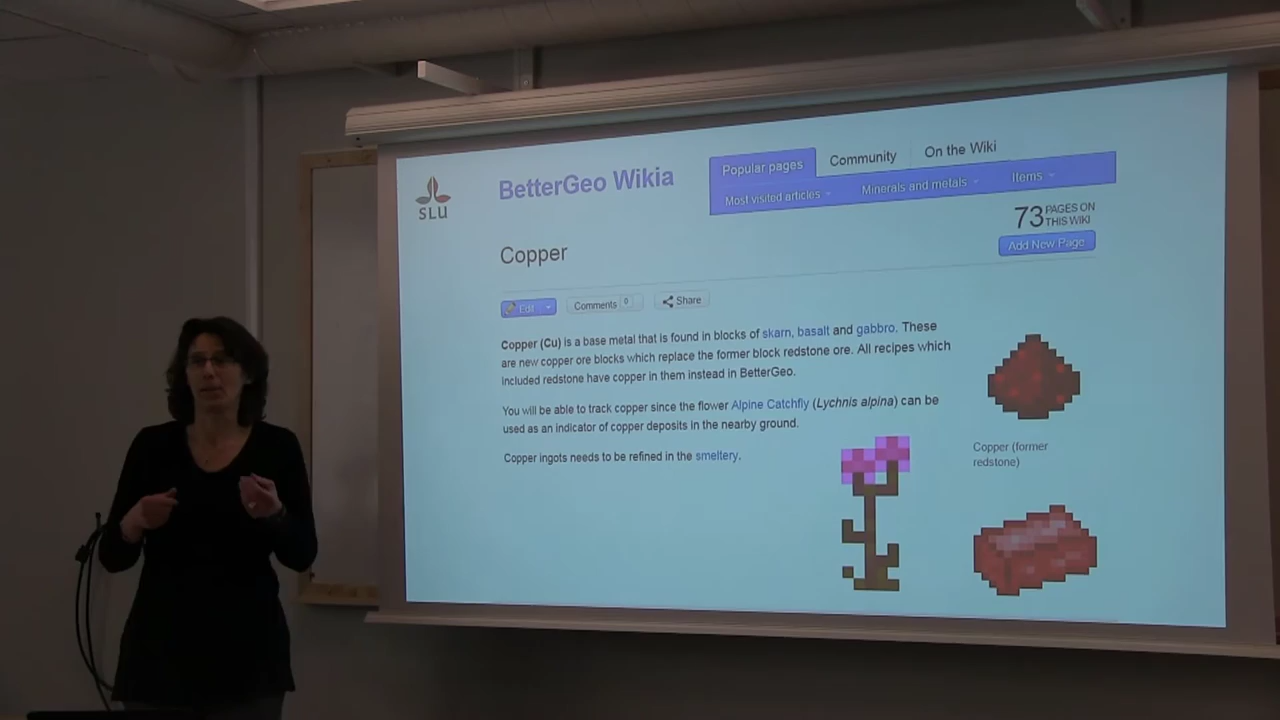 SLU
BetterGeo Wikia
Popular pages
Community
On the Wiki
Most visited articles
Minerals and metals
Items
73 PAGES ON
THIS WIKI
Add New Page
Copper
Edit
Comments 0
Share
Copper (Cu) is a base metal that is found in blocks of skarn, basalt and gabbro. These
are new copper ore blocks which replace the former block redstone ore. All recipes which
included redstone have copper in them instead in BetterGeo.
You will be able to track copper since the flower Alpine Catchfly (Lychnis alpina) can be
used as an indicator of copper deposits in the nearby ground.
Copper ingots needs to be refined in the smeltery.
Copper (former
redstone)